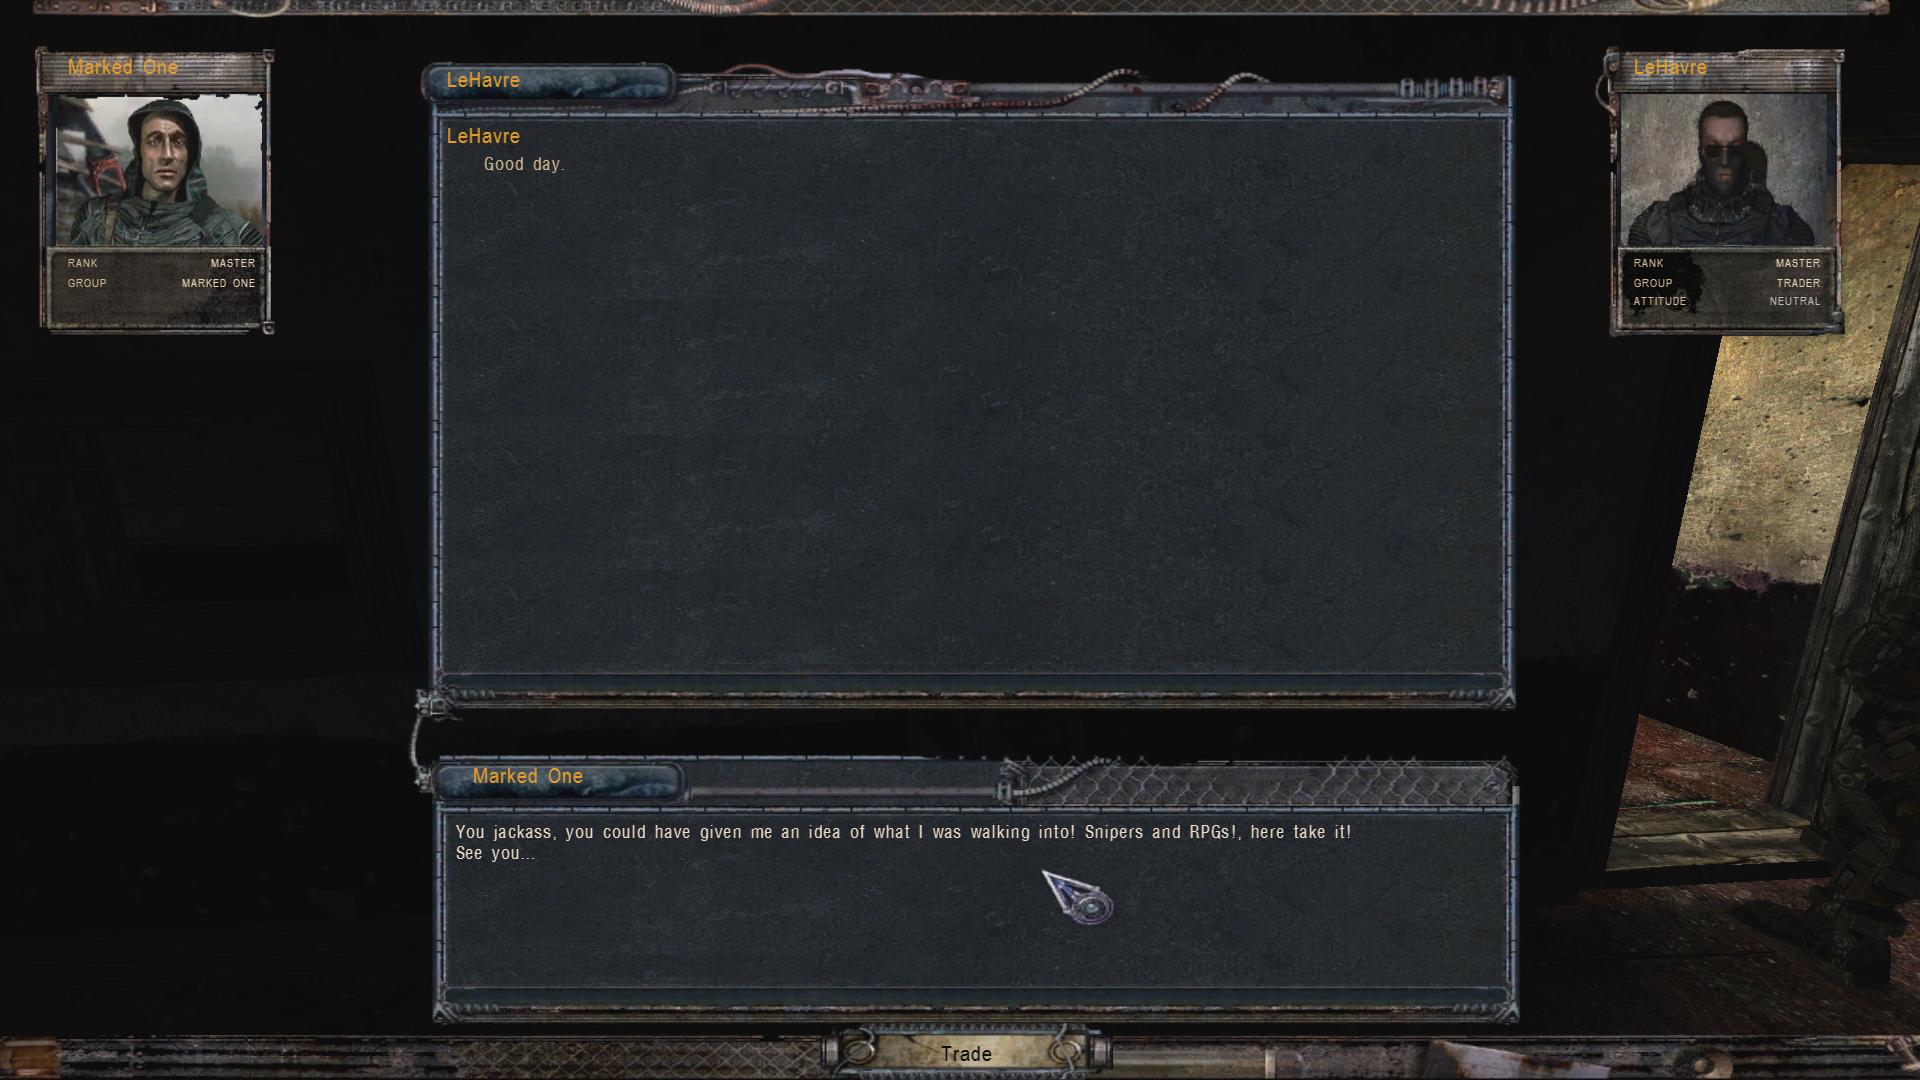 Marked One
RANK MASTER
GROUP MARKED ONE
LeHavre
LeHavre
Good day.
LeHavre
RANK MASTER
GROUP TRADER
ATTITUDE NEUTRAL
Marked One
You jackass, you could have given me an idea of what I was walking into! Snipers and RPGs!, here take it!
See you...
Trade